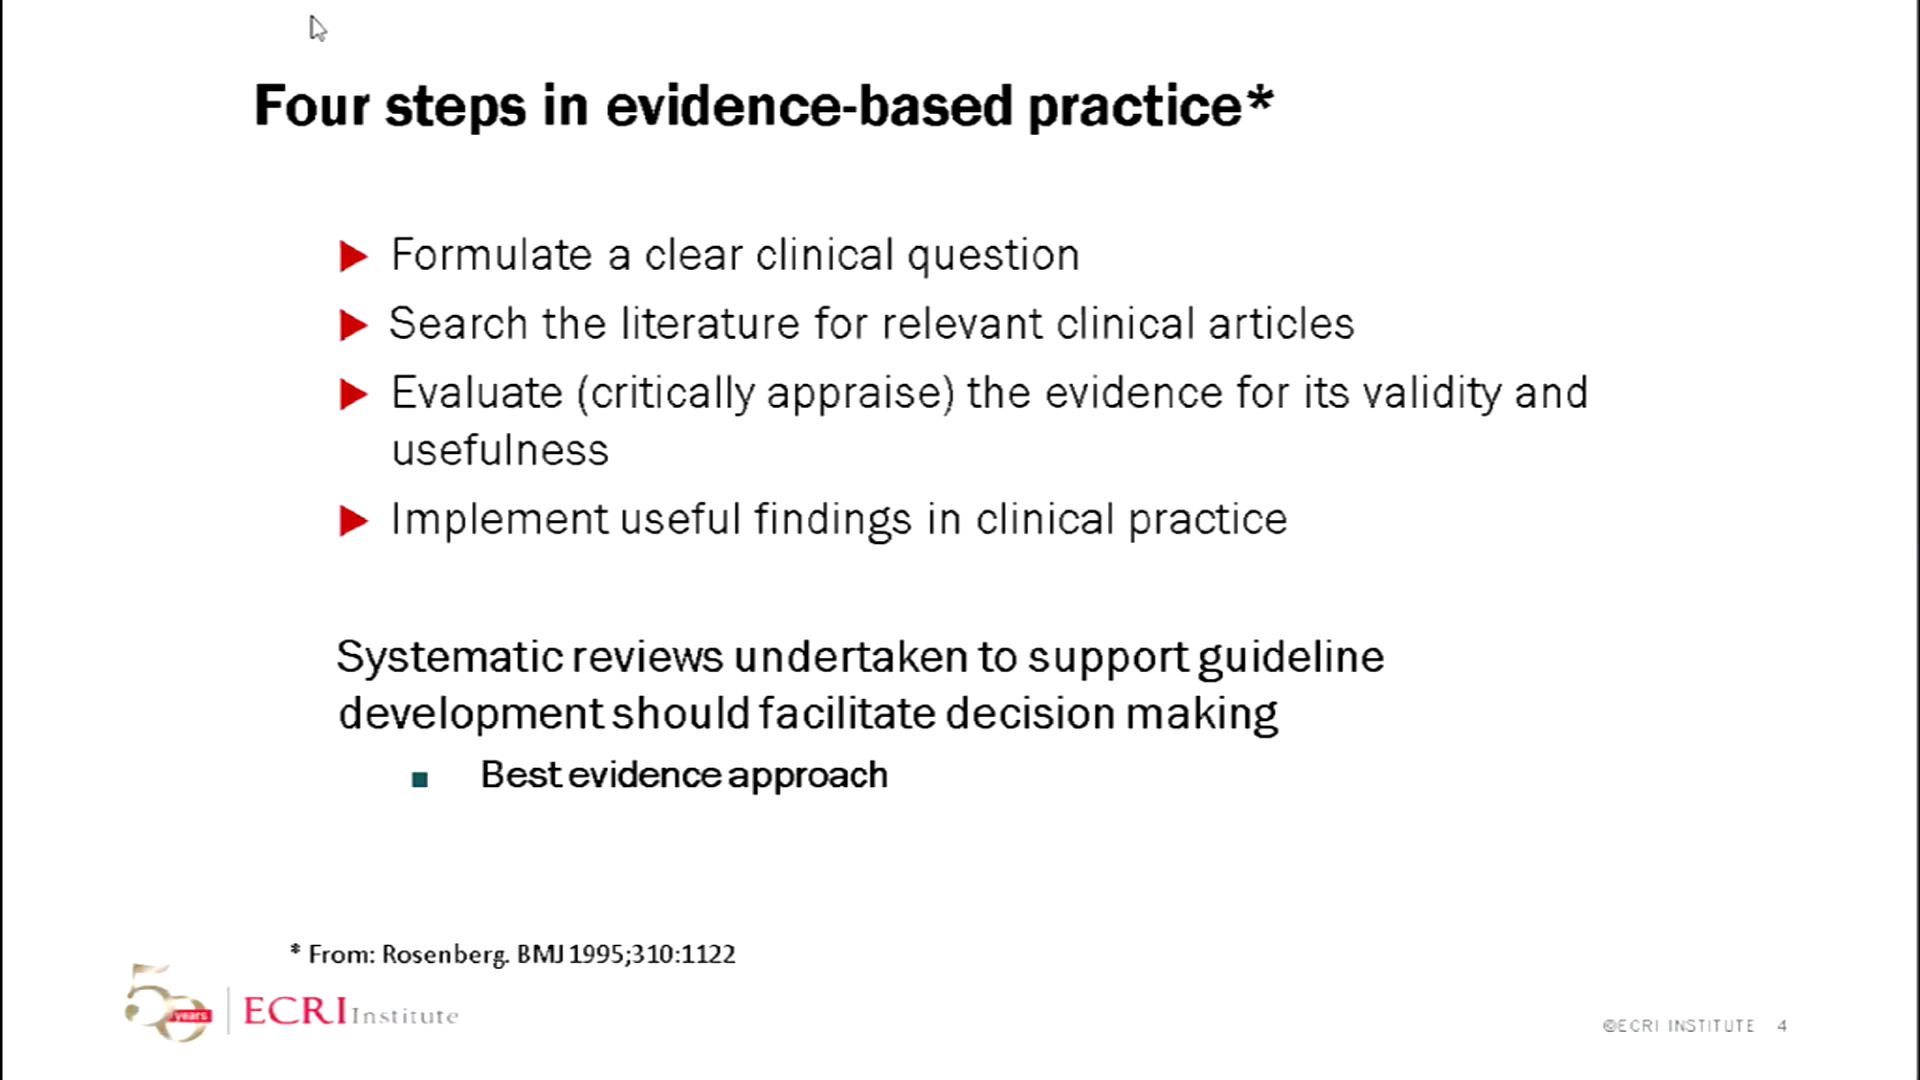 Four steps in evidence-based practice*
Formulate a clear clinical question
Search the literature for relevant clinical articles
Evaluate (critically appraise) the evidence for its validity and
usefulness
Implement useful findings in clinical practice
Systematic reviews undertaken to support guideline
development should facilitate decision making
Best evidence approach
* From: Rosenberg. BMJ 1995;310:1122
50 years ECRI Institute
©ECRI INSTITUTE 4